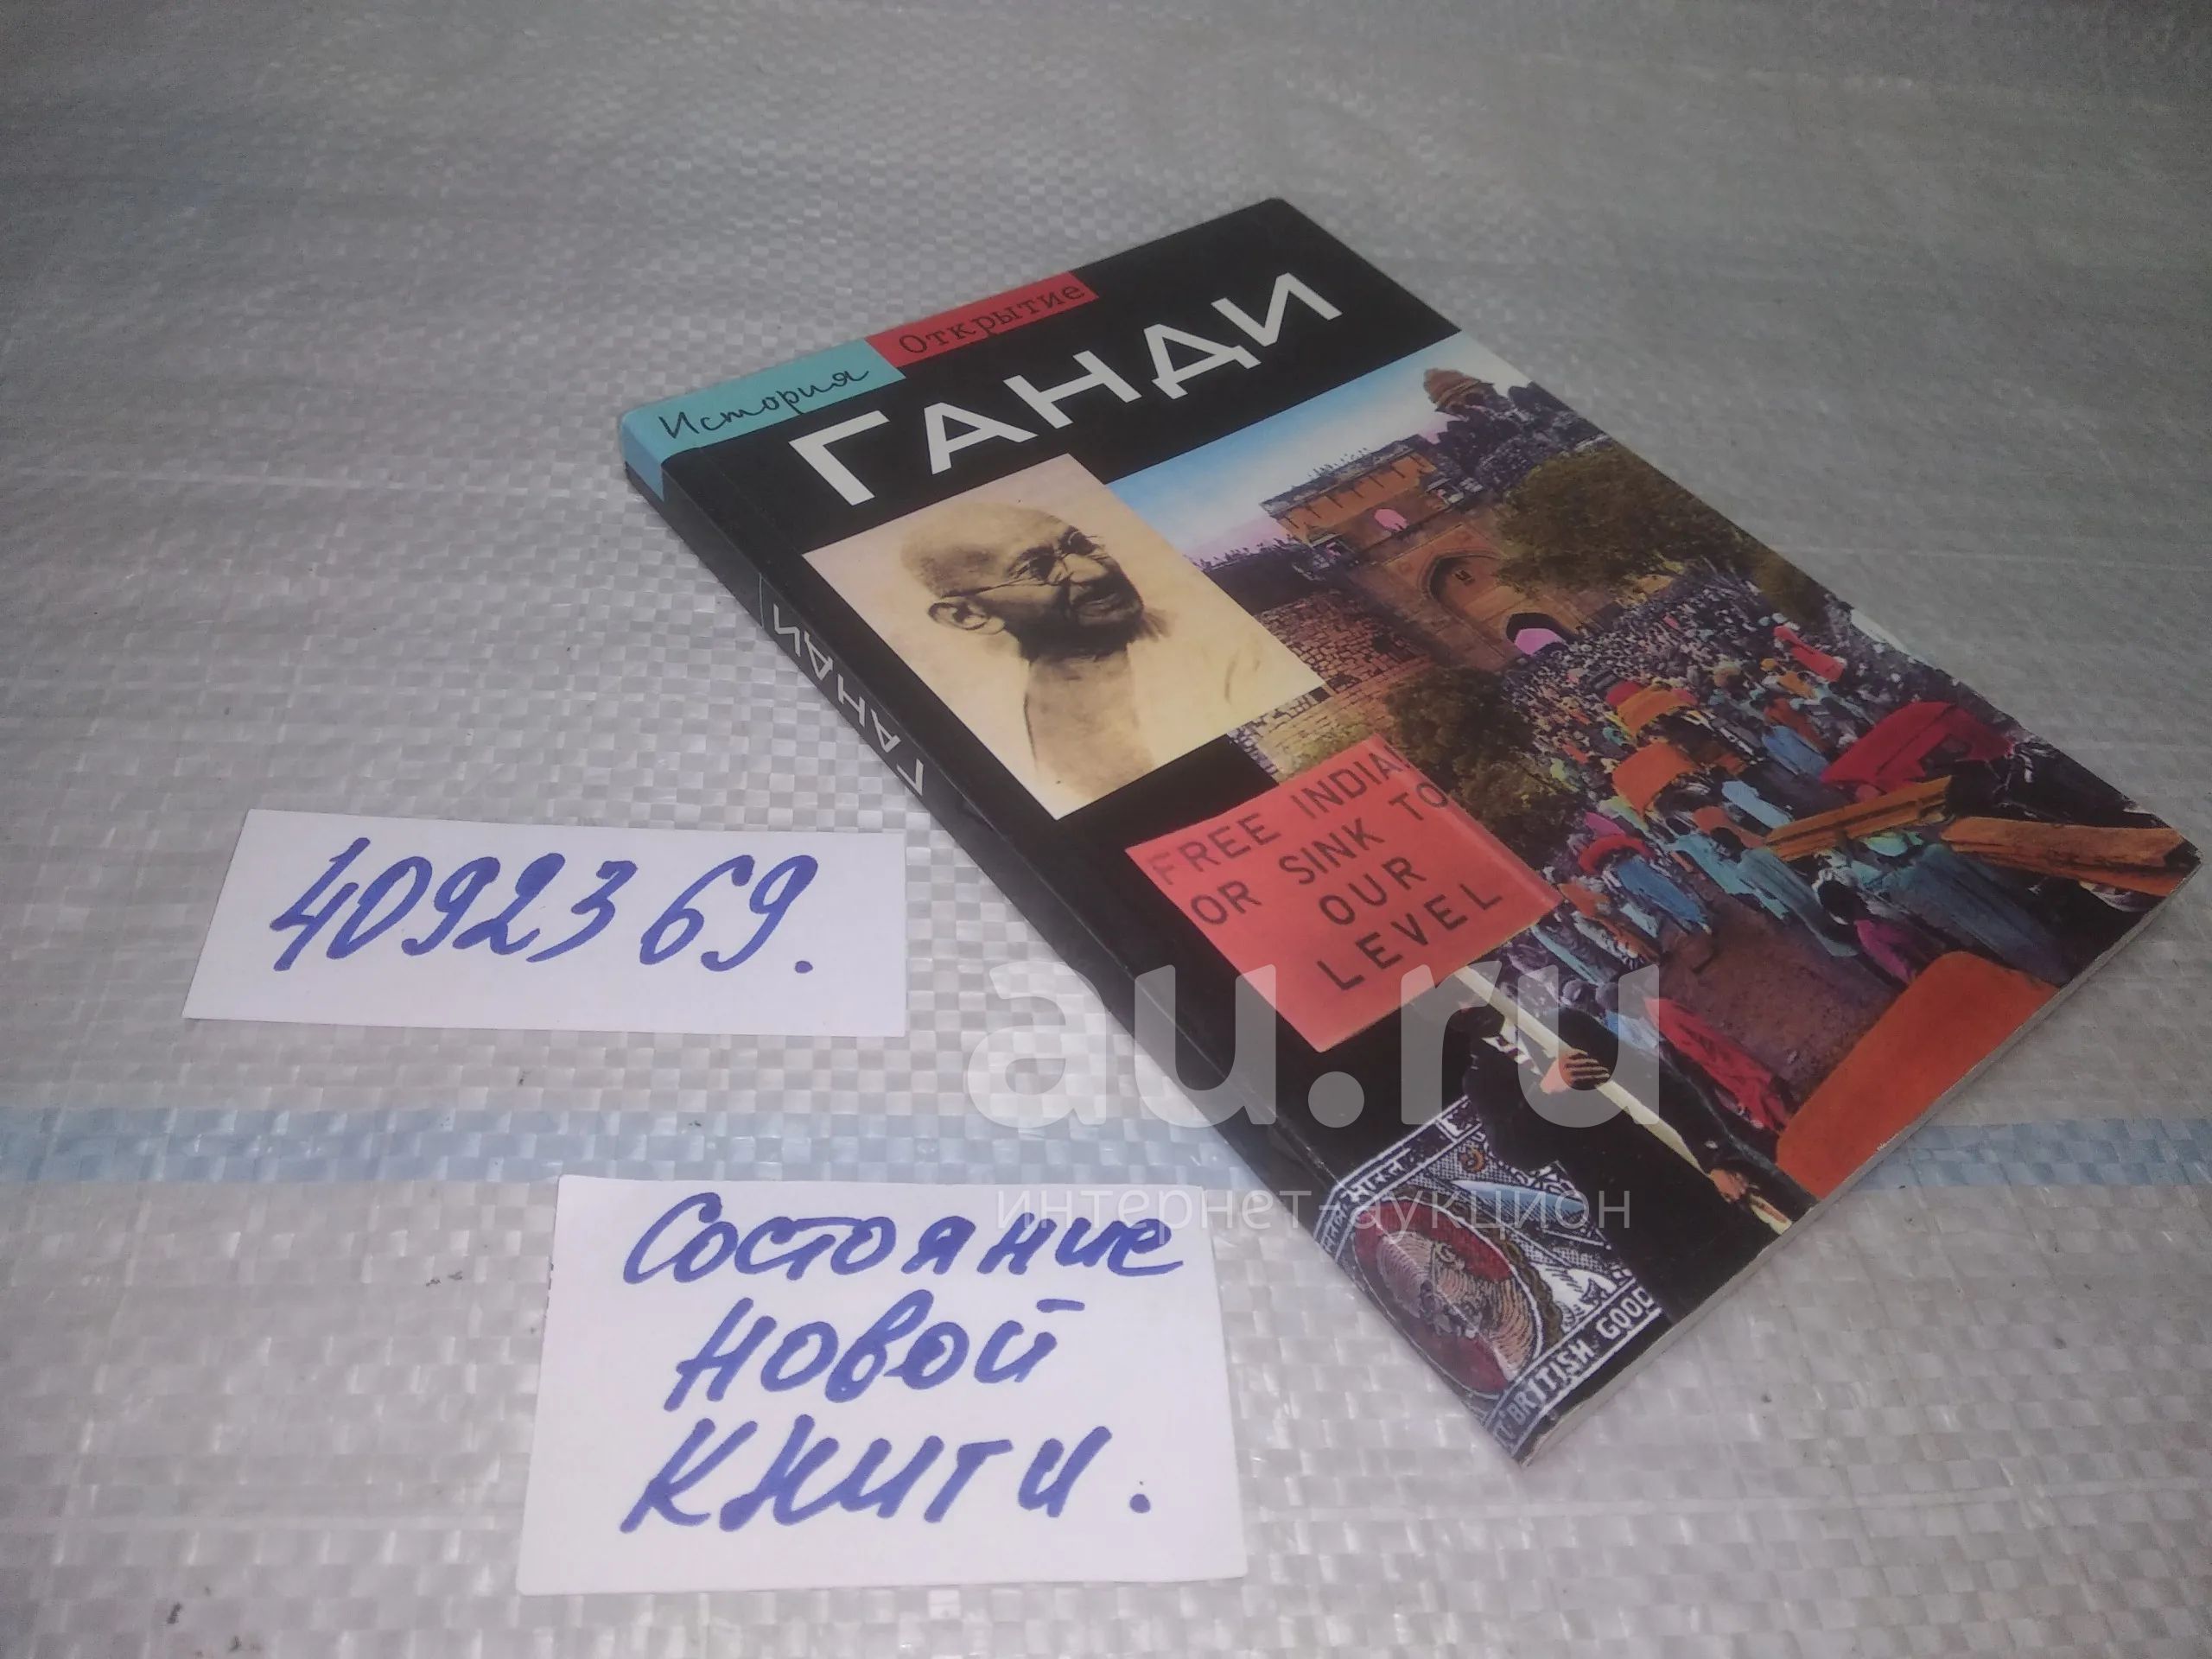 История
Открытие
ГАНДИ
ГАНДИ
FREE INDIA
OR SINK TO
OUR
LEVEL
भारत
BRITISH GOOD
4092369.
Состояние
новой
книги.
au.ru
интернет-аукцион